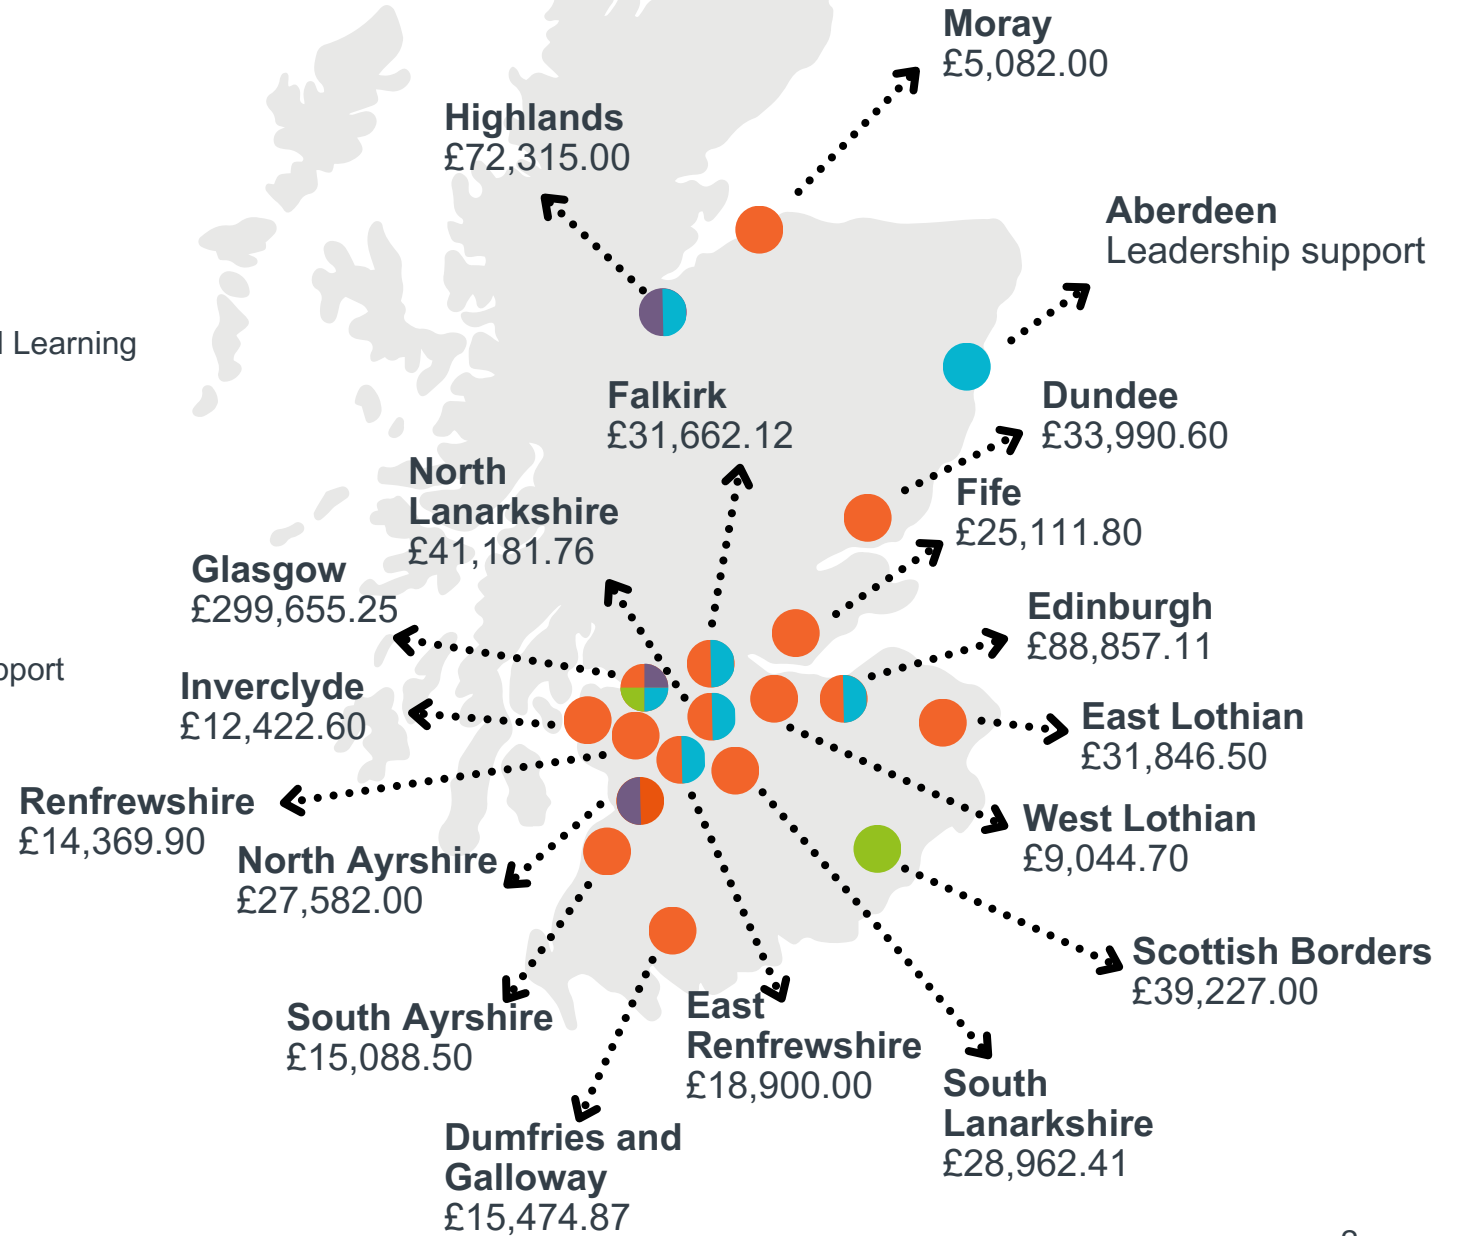 Moray
£5,082.00
Highlands
£72,315.00
Aberdeen
Leadership support
Learning
Falkirk
£31,662.12
Dundee
£33,990.60
North
Lanarkshire
£41,181.76
Fife
£25,111.80
Glasgow
£299,655.25
Edinburgh
£88,857.11
Inverclyde
£12,422.60
East Lothian
£31,846.50
Renfrewshire
£14,369.90
West Lothian
£9,044.70
North Ayrshire
£27,582.00
Scottish Borders
£39,227.00
South Ayrshire
£15,088.50
East
Renfrewshire
£18,900.00
South
Lanarkshire
£28,962.41
Dumfries and
Galloway
£15,474.87